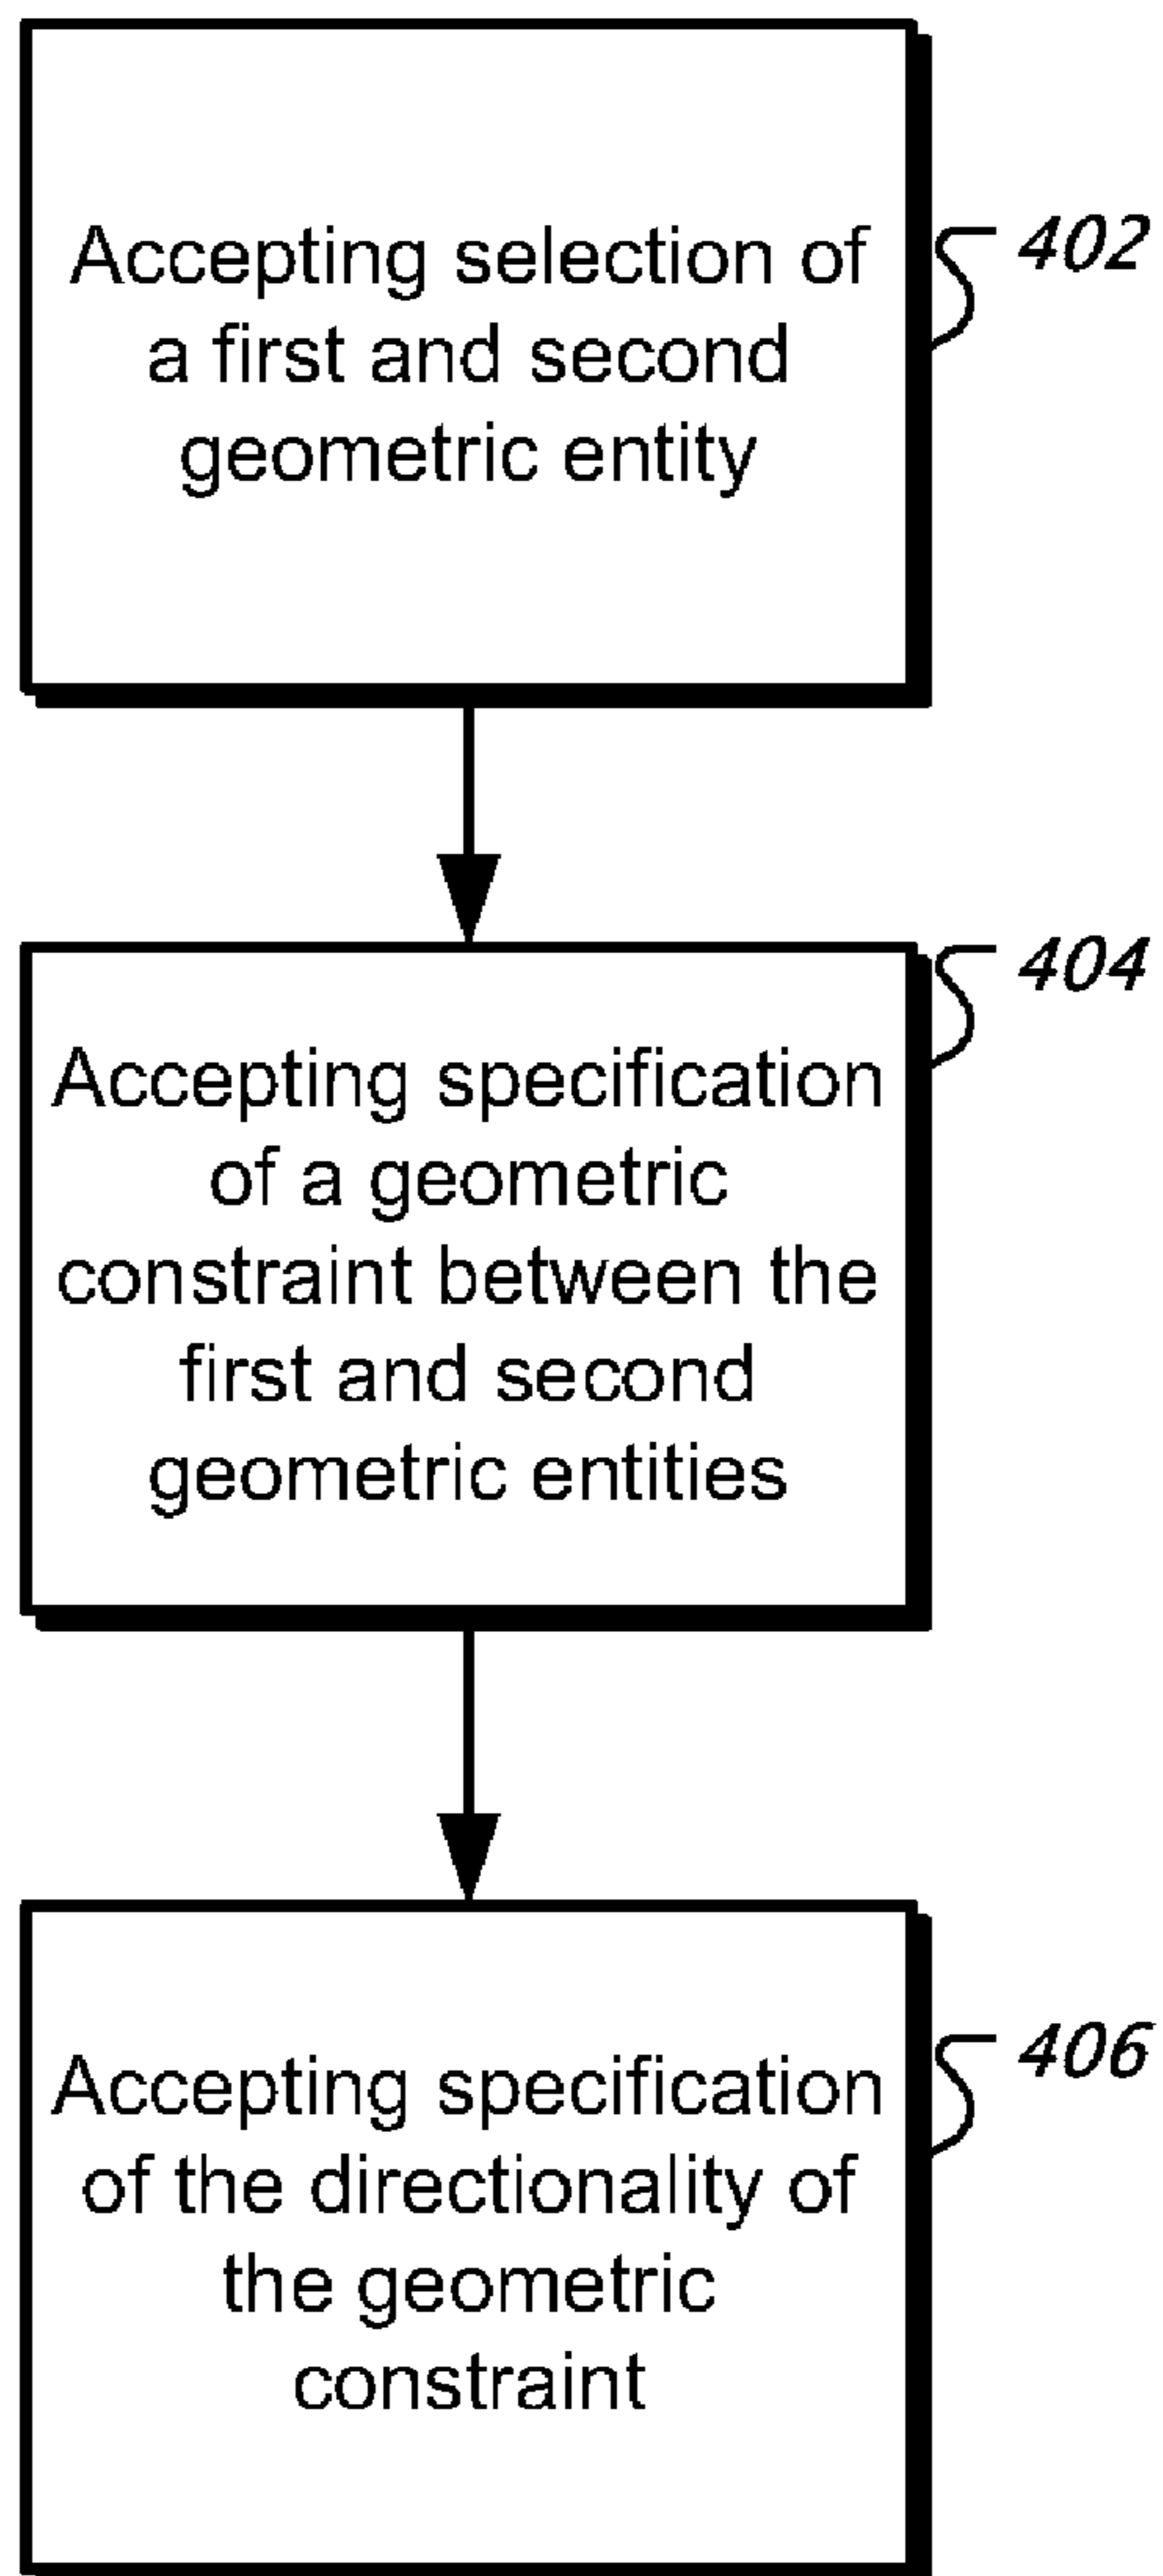 Accepting selection of
a first and second
geometric entity
402
Accepting specification
of a geometric
constraint between the
first and second
geometric entities
404
Accepting specification
of the directionality of
the geometric
constraint
406